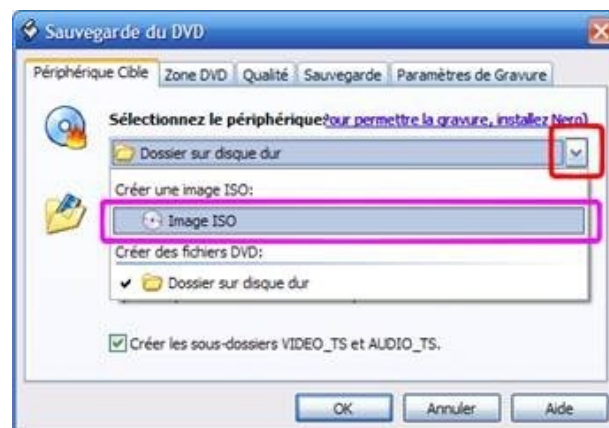 Sauvegarde du DVD
Périphérique Cible Zone DVD Qualité Sauvegarde Paramètres de Gravure
Sélectionnez le périphérique our permettre la gravure, installez Nero)
Dossier sur disque dur
Créer une image ISO:
Image ISO
Créer des fichiers DVD:
Dossier sur disque dur
Créer les sous-dossiers VIDEO_TS et AUDIO_TS.
OK Annuler Aide